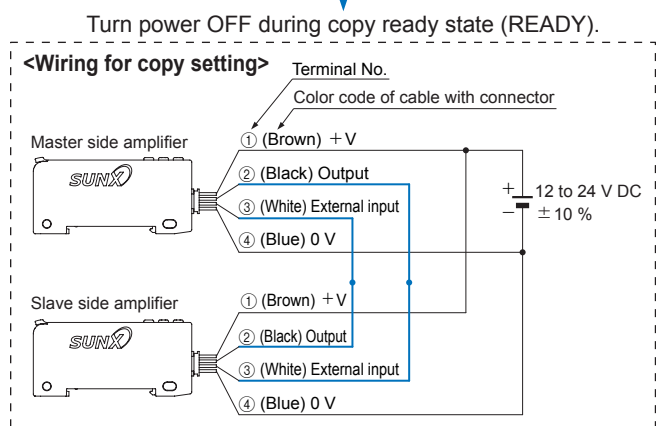 Turn power OFF during copy ready state (READY).
<Wiring for copy setting>
Terminal No.
Color code of cable with connector
Master side amplifier
SUNX
① (Brown) +V
② (Black) Output
③ (White) External input
④ (Blue) 0 V
+
−
12 to 24 V DC
± 10 %
Slave side amplifier
SUNX
① (Brown) +V
② (Black) Output
③ (White) External input
④ (Blue) 0 V